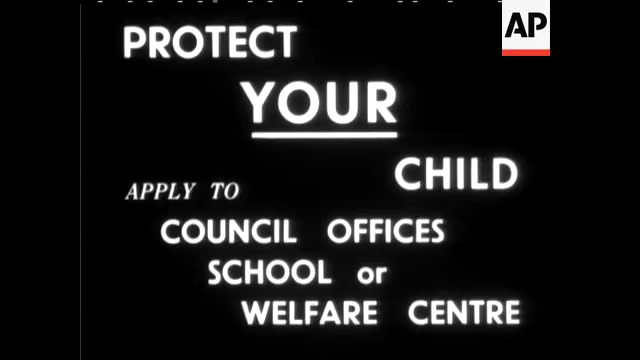 AP
PROTECT
YOUR
CHILD
APPLY TO
COUNCIL OFFICES
SCHOOL or
WELFARE CENTRE